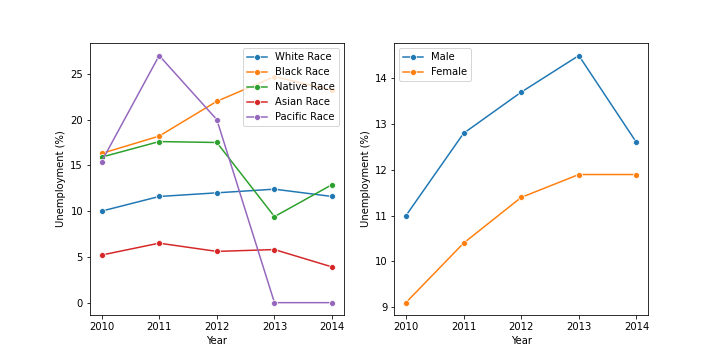 White Race
Black Race
Native Race
Asian Race
Pacific Race
25
20
15
10
5
0
Unemployment (%)
2010 2011 2012 2013 2014
Year
Male
Female
14
13
12
11
10
9
Unemployment (%)
2010 2011 2012 2013 2014
Year